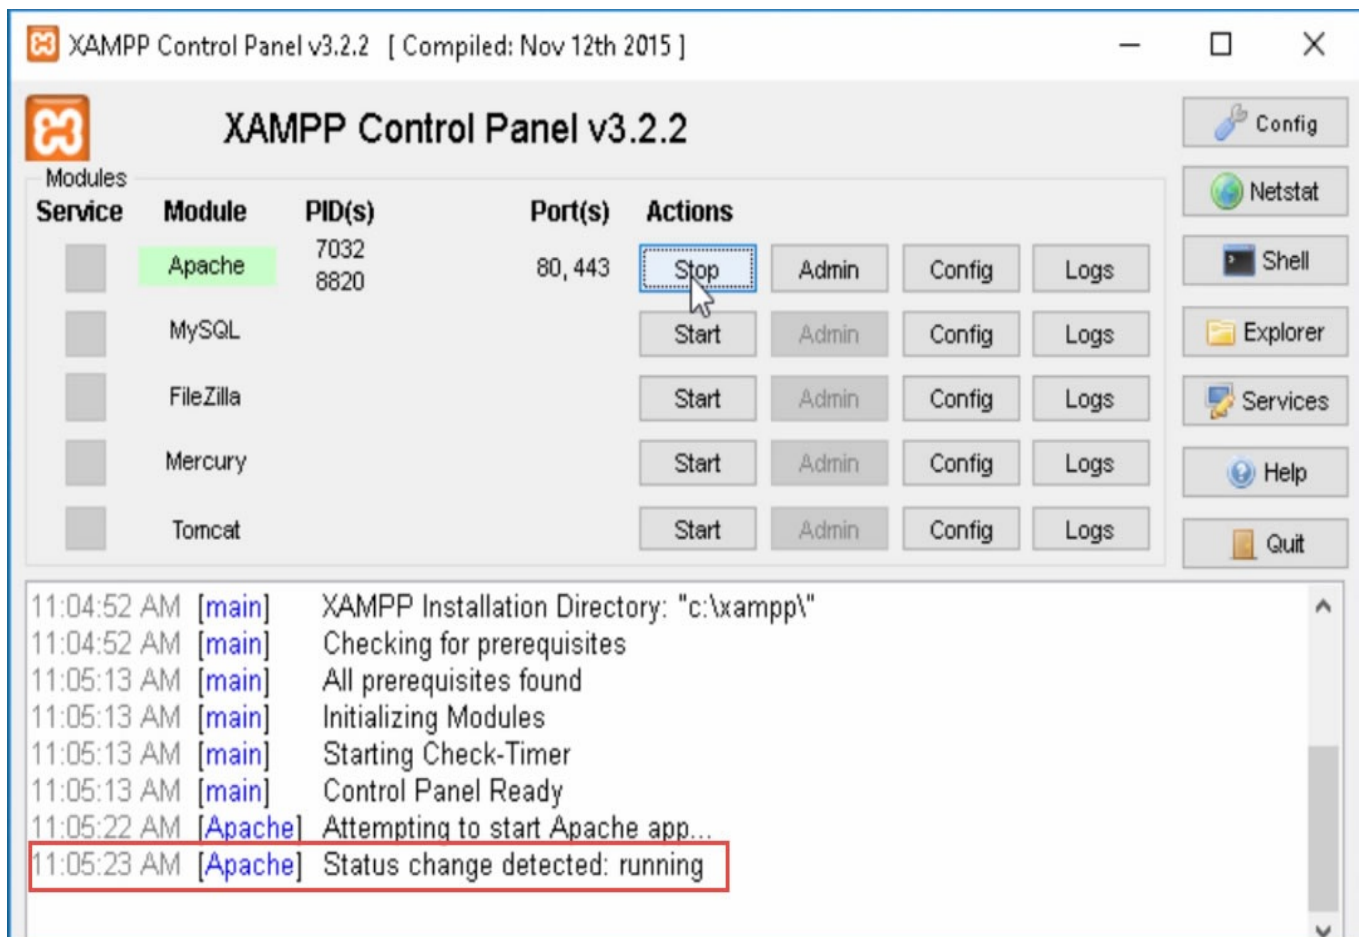 XAMPP Control Panel v3.2.2 [ Compiled: Nov 12th 2015 ]
XAMPP Control Panel v3.2.2
Config
Modules
Netstat
Service Module PID(s) Port(s) Actions
Apache 7032 8820 80, 443 Stop Admin Config Logs
Shell
MySQL Start Admin Config Logs
Explorer
FileZilla Start Admin Config Logs
Services
Mercury Start Admin Config Logs
Help
Tomcat Start Admin Config Logs
Quit
11:04:52 AM [main] XAMPP Installation Directory: "c:\xampp\"
11:04:52 AM [main] Checking for prerequisites
11:05:13 AM [main] All prerequisites found
11:05:13 AM [main] Initializing Modules
11:05:13 AM [main] Starting Check-Timer
11:05:13 AM [main] Control Panel Ready
11:05:22 AM [Apache] Attempting to start Apache app...
11:05:23 AM [Apache] Status change detected: running